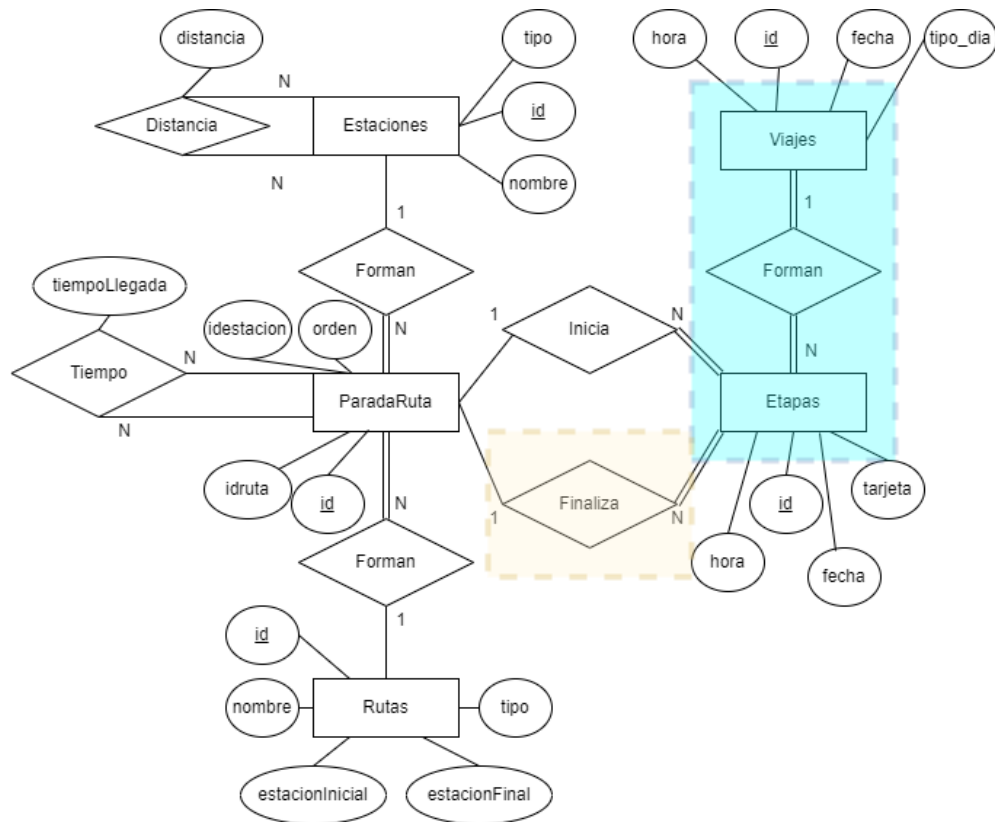 distancia
tipo
hora
id
fecha
tipo_dia
N
Distancia
Estaciones
id
Viajes
N
nombre
1
1
Forman
Forman
tiempoLlegada
idestacion
orden
N
1
Inicia
N
N
N
Tiempo
ParadaRuta
Etapas
N
idruta
id
N
1
Finaliza
N
id
tarjeta
Forman
hora
fecha
1
id
nombre
Rutas
tipo
estacionInicial
estacionFinal